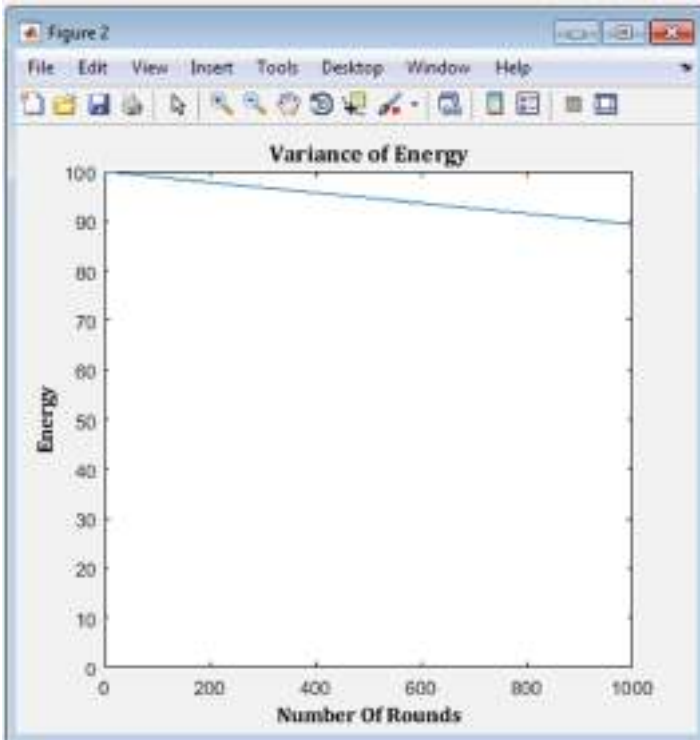 Figure 2
File Edit View Insert Tools Desktop Window Help
Variance of Energy
100
90
80
70
60
50
40
30
20
10
0
Energy
0 200 400 600 800 1000
Number Of Rounds